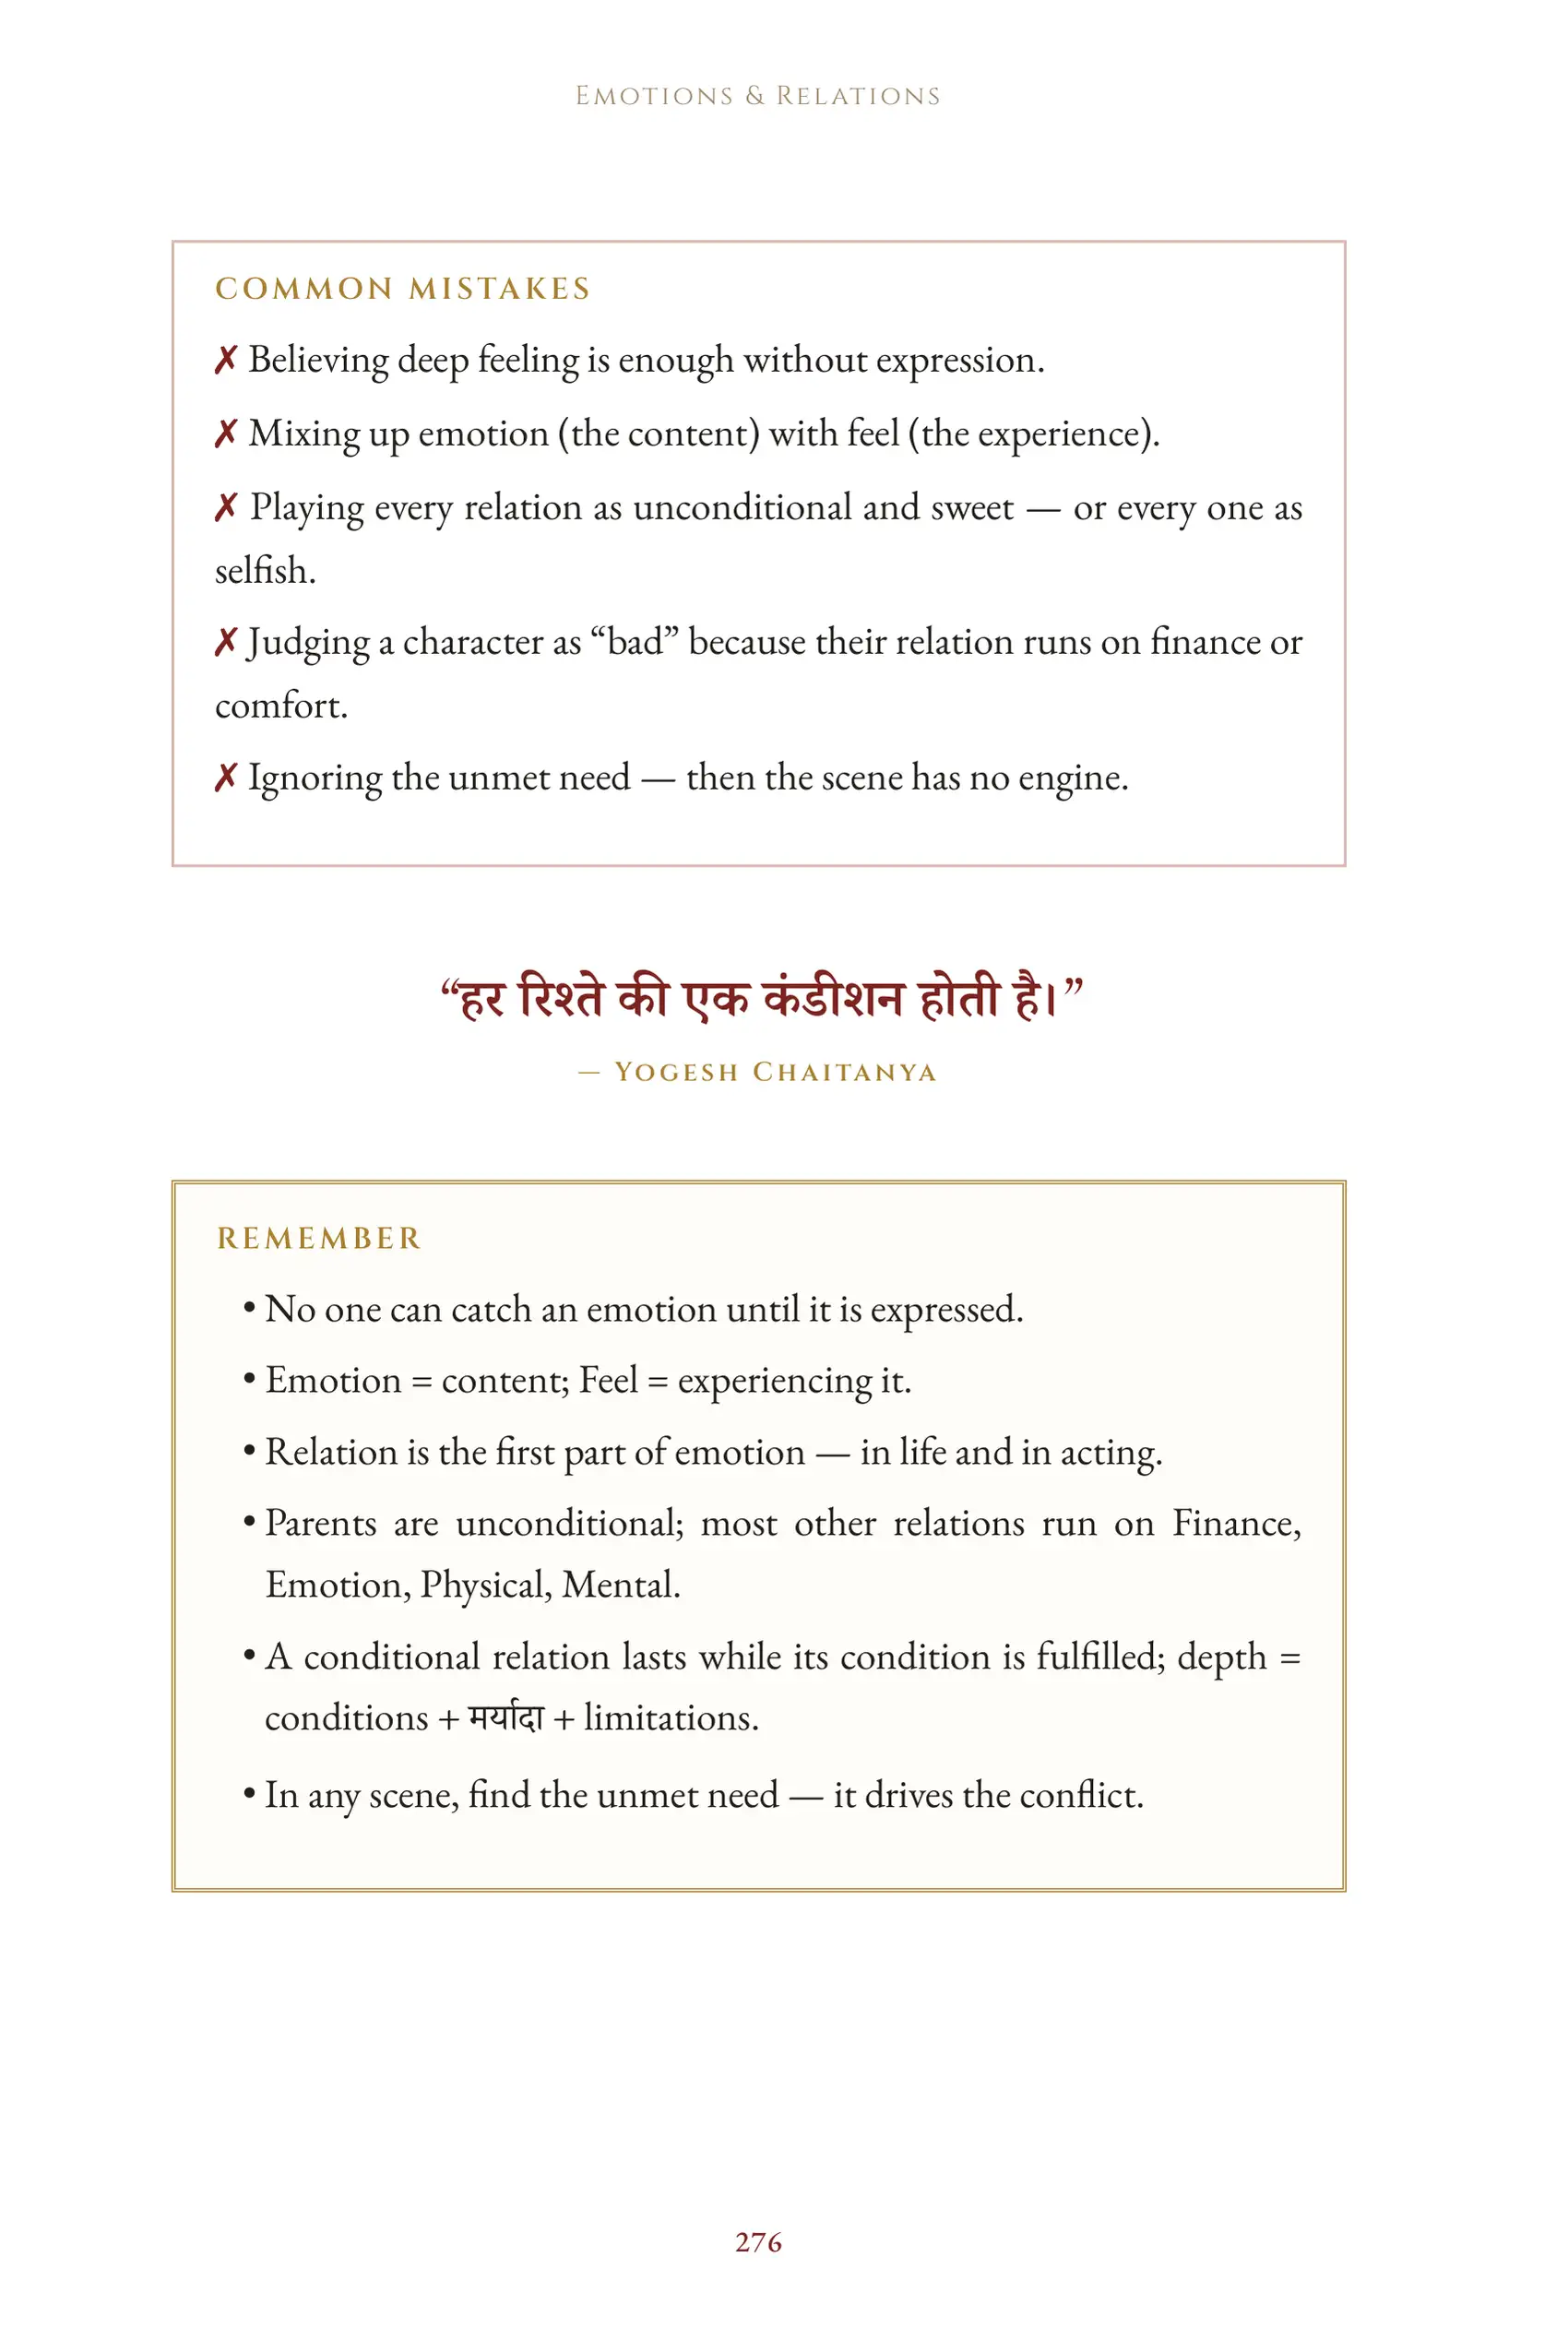 Emotions & Relations
COMMON MISTAKES
✗ Believing deep feeling is enough without expression.
✗ Mixing up emotion (the content) with feel (the experience).
✗ Playing every relation as unconditional and sweet — or every one as
selfish.
✗ Judging a character as “bad” because their relation runs on finance or
comfort.
✗ Ignoring the unmet need — then the scene has no engine.
“हर रिश्ते की एक कंडीशन होती है।”
— Yogesh Chaitanya
REMEMBER
• No one can catch an emotion until it is expressed.
• Emotion = content; Feel = experiencing it.
• Relation is the first part of emotion — in life and in acting.
• Parents are unconditional; most other relations run on Finance,
Emotion, Physical, Mental.
• A conditional relation lasts while its condition is fulfilled; depth =
conditions + मर्यादा + limitations.
• In any scene, find the unmet need — it drives the conflict.
276